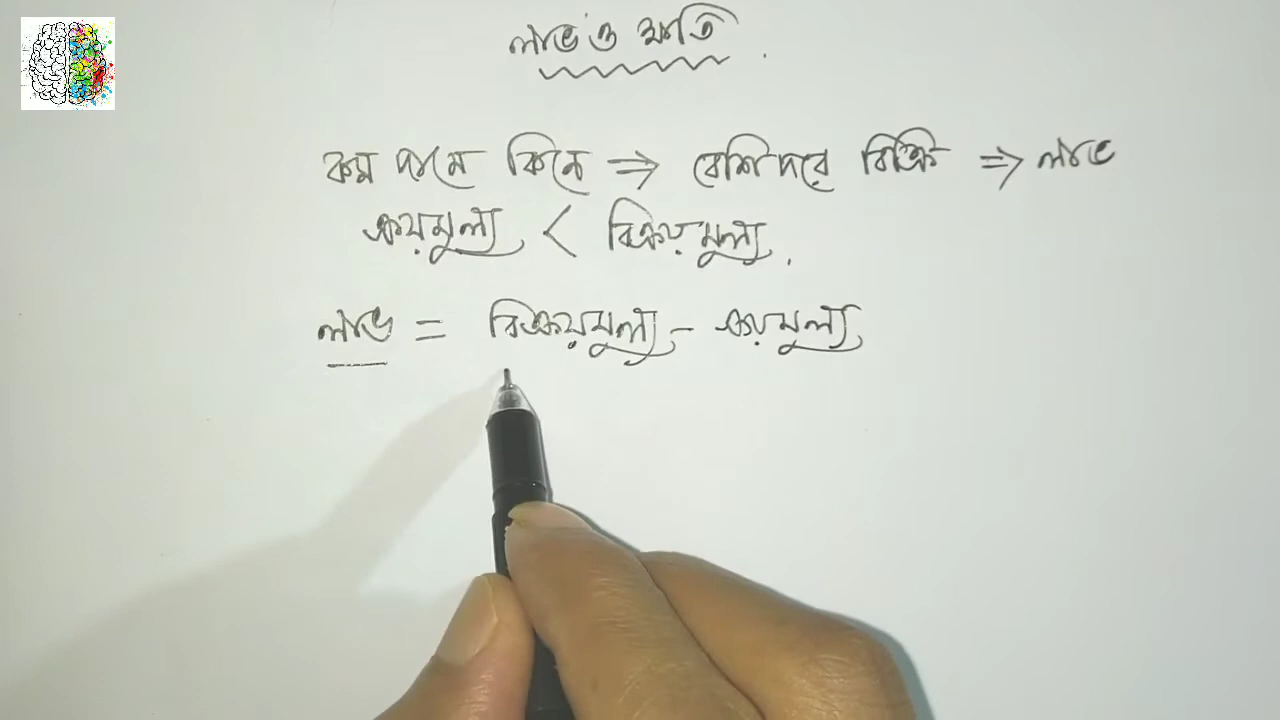 লাভ ও ক্ষতি
কম দামে কিনে ⇒ বেশি দরে বিক্রি ⇒ লাভ
ক্রয়মূল্য < বিক্রয়মূল্য.
লাভ = বিক্রয়মূল্য - ক্রয়মূল্য